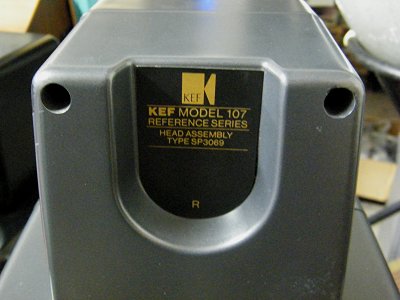 KEF
KEF MODEL 107
REFERENCE SERIES
HEAD ASSEMBLY
TYPE SP3069
R